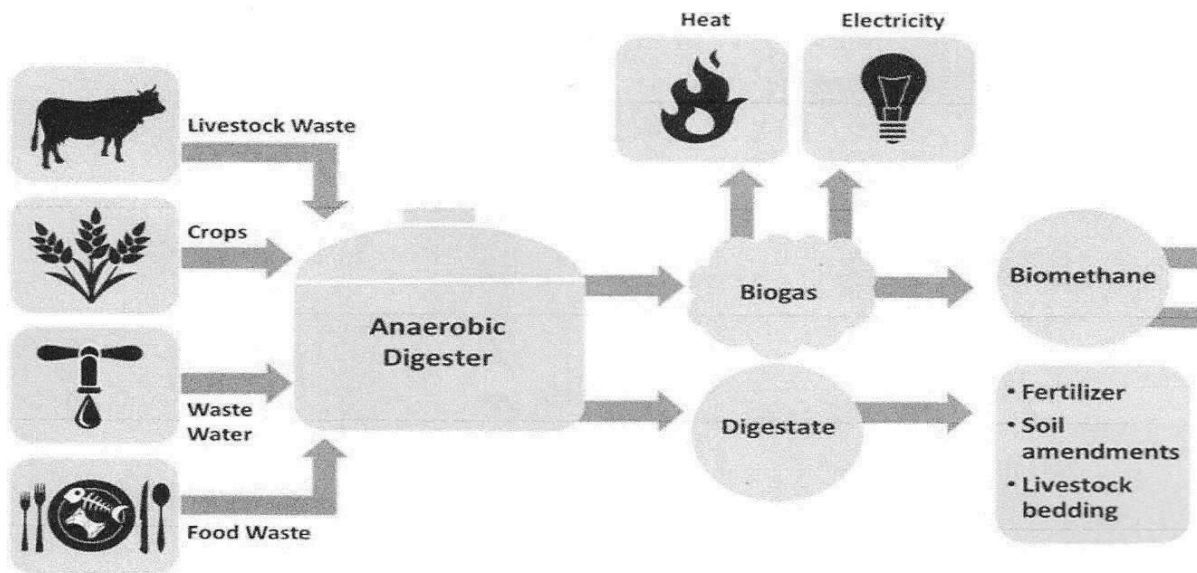 Heat
Electricity
Livestock Waste
Crops
Waste
Water
Food Waste
Anaerobic
Digester
Biogas
Digestate
Biomethane
• Fertilizer
• Soil
amendments
• Livestock
bedding